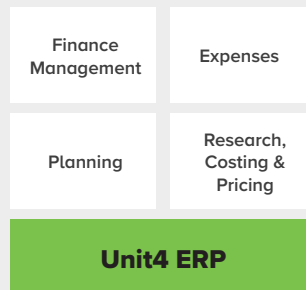 Finance
Management
Expenses
Planning
Research,
Costing &
Pricing
Unit4 ERP